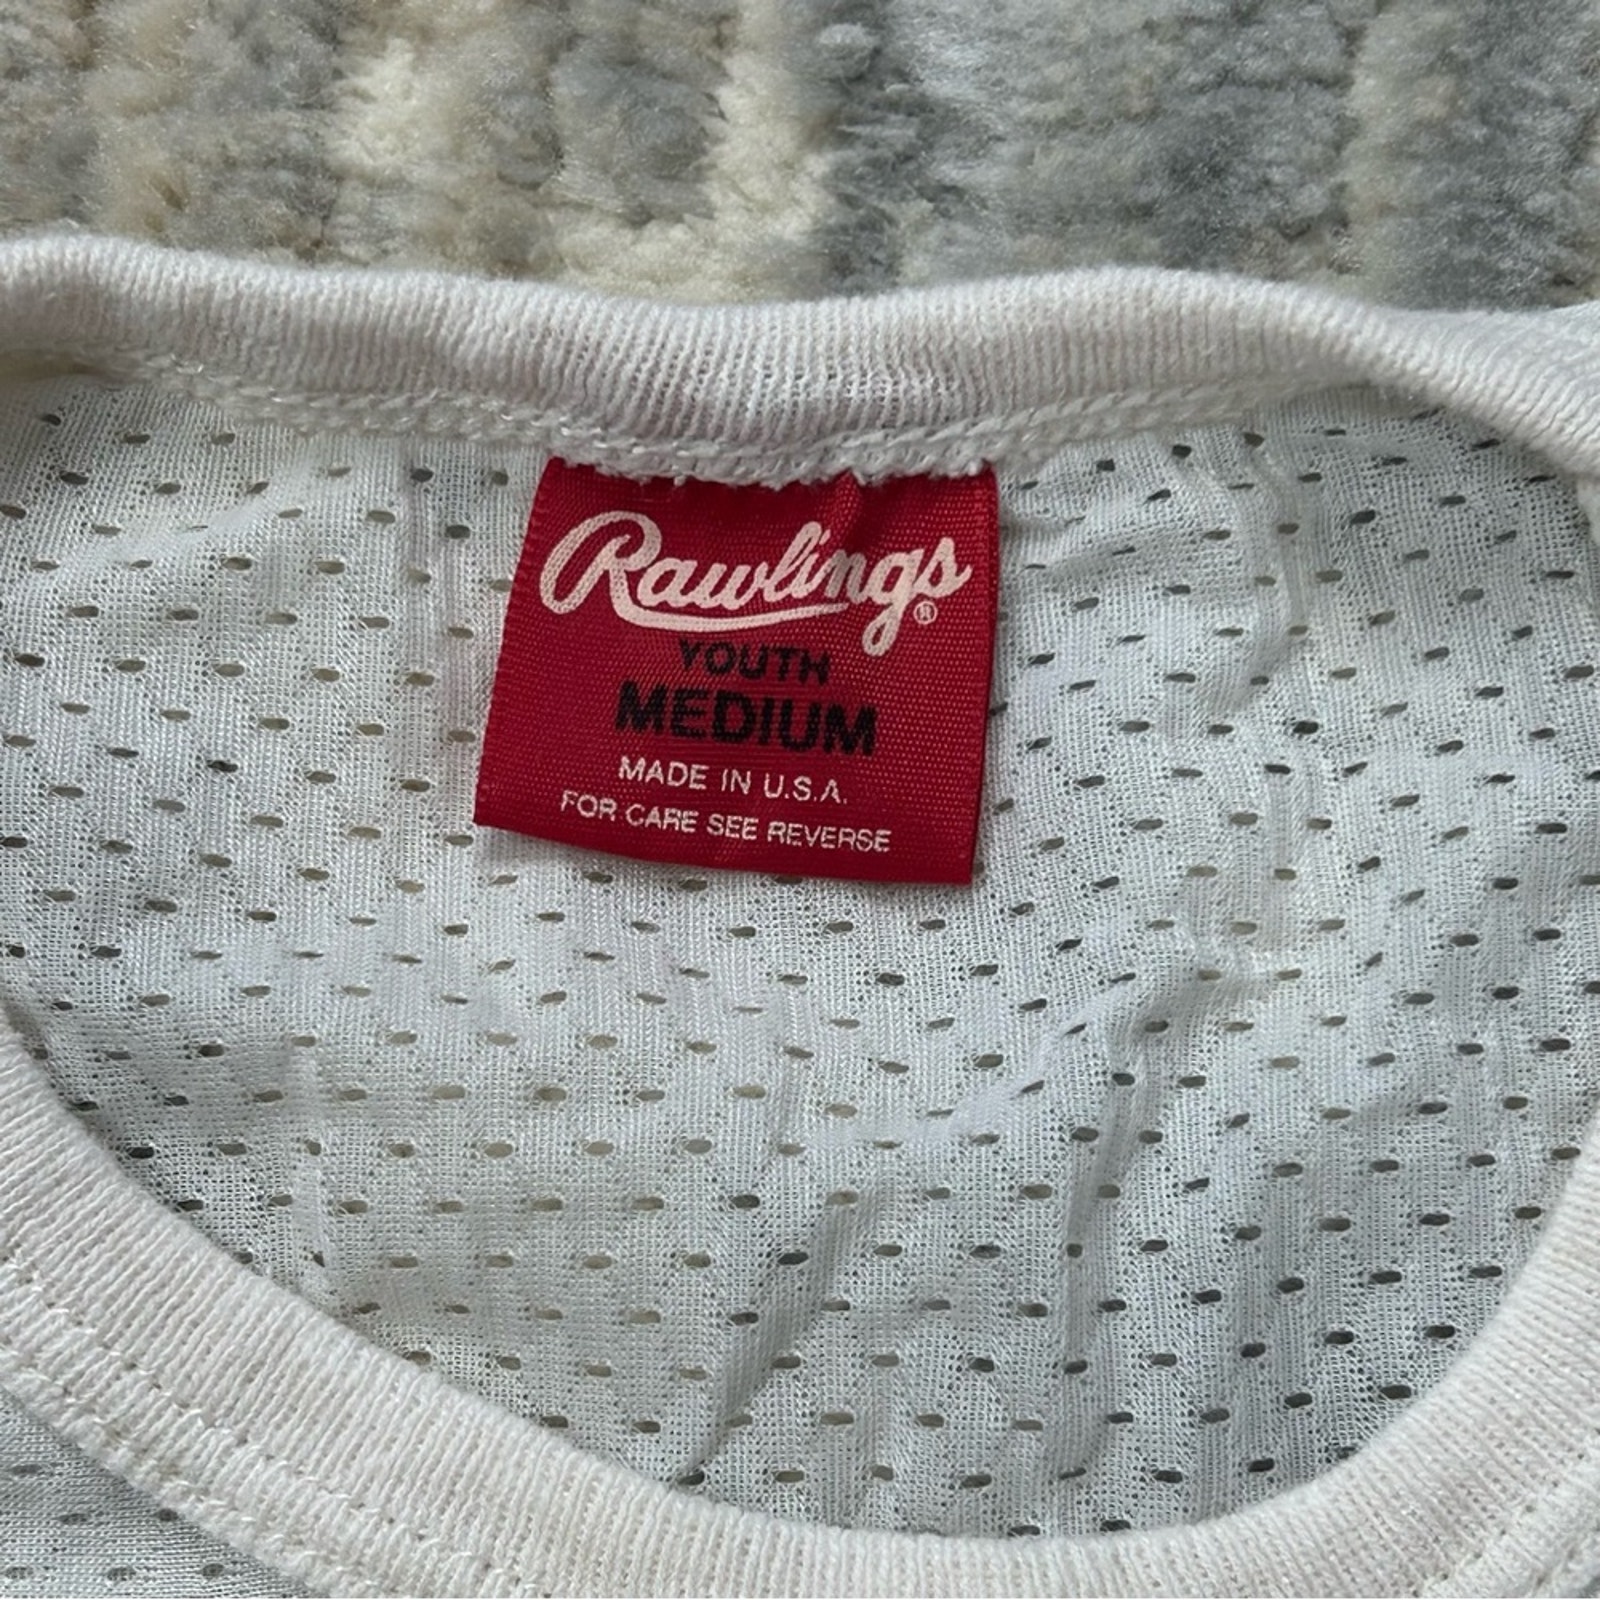 Rawlings®
YOUTH
MEDIUM
MADE IN U.S.A.
FOR CARE SEE REVERSE